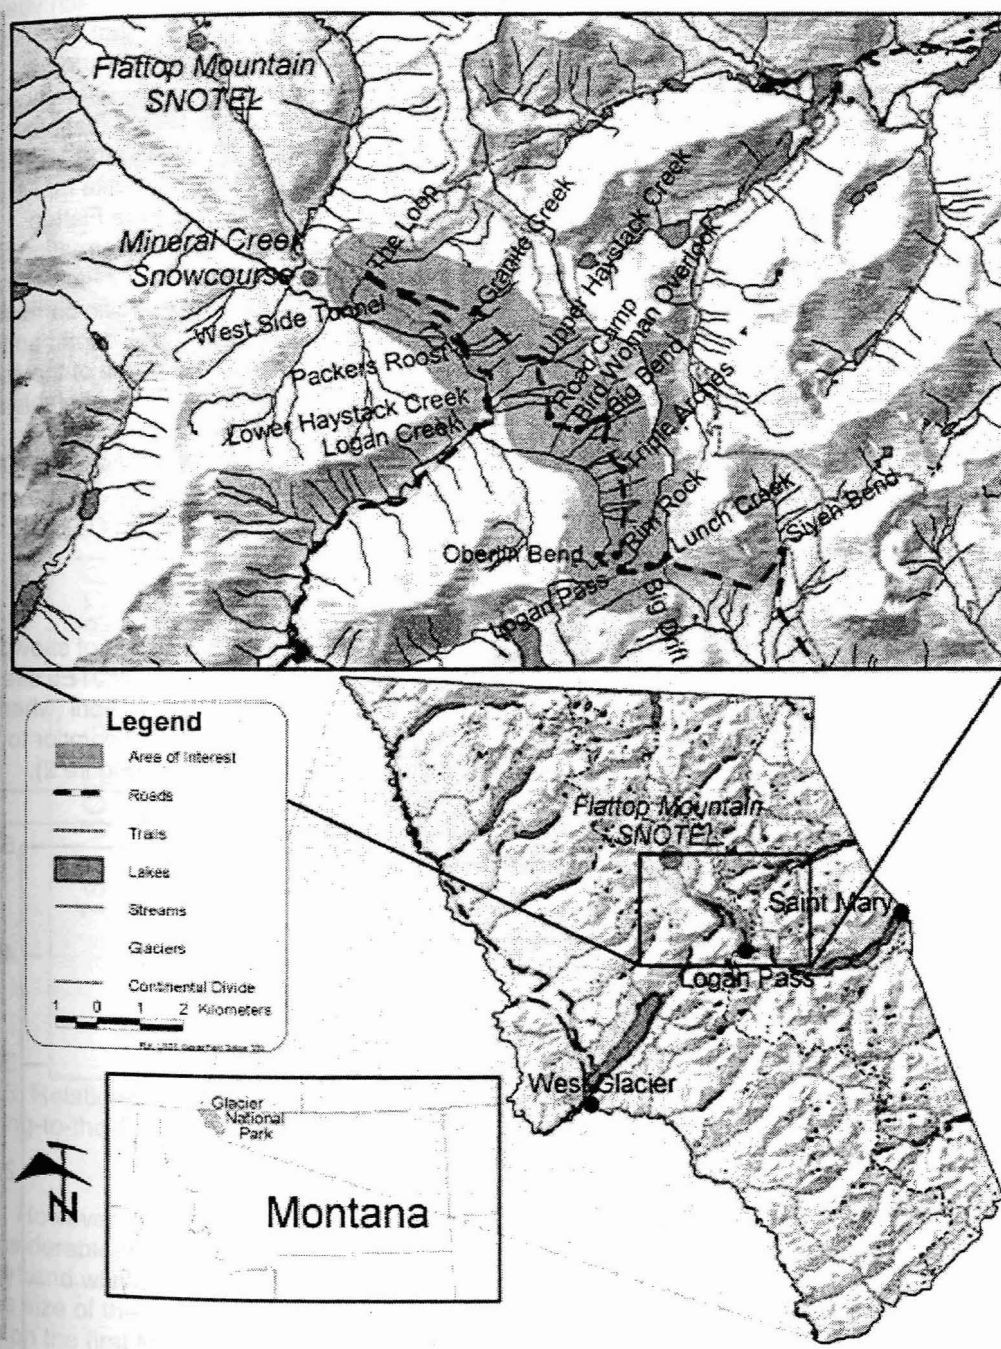 Flattop Mountain
SNOTEL
Mineral Creek
Snowcourse
The Loop
Granite Creek
Upper Haystack Creek
Road Camp
Bird Woman Overlook
Big Bend
Triple Arches
West Side Tonnel
Packers Roost
Lower Haystack Creek
Logan Creek
Rim Rock
Lunch Creek
Siyeh Bend
Oberlin Bend
Logan Pass
Big Drift
Legend
Area of Interest
Roads
Trails
Lakes
Streams
Glaciers
Continental Divide
1 0 1 2 Kilometers
Flattop Mountain
SNOTEL
Saint Mary
Logan Pass
West Glacier
Glacier
National
Park
Montana
N